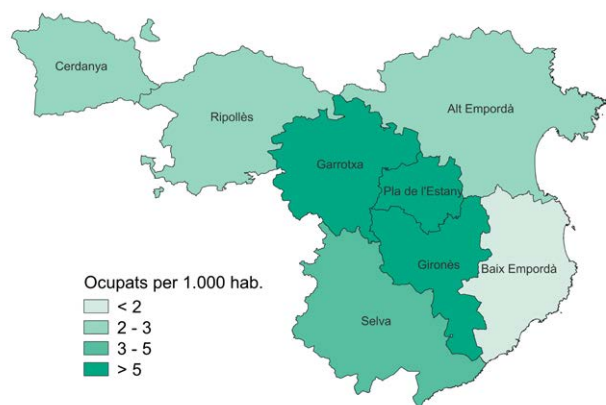 Cerdanya
Ripollès
Alt Empordà
Garrotxa
Pla de l'Estany
Gironès
Baix Empordà
Selva
Ocupats per 1.000 hab.
< 2
2 - 3
3 - 5
> 5